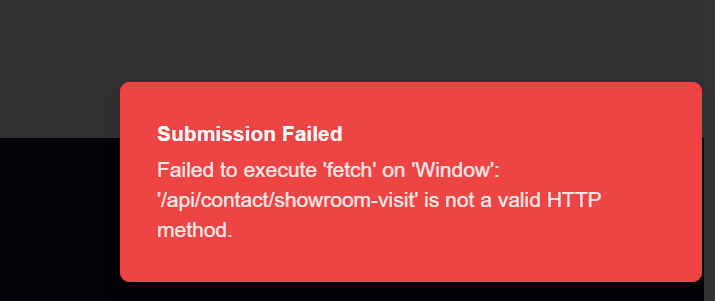 Submission Failed
Failed to execute 'fetch' on 'Window':
'/api/contact/showroom-visit' is not a valid HTTP
method.